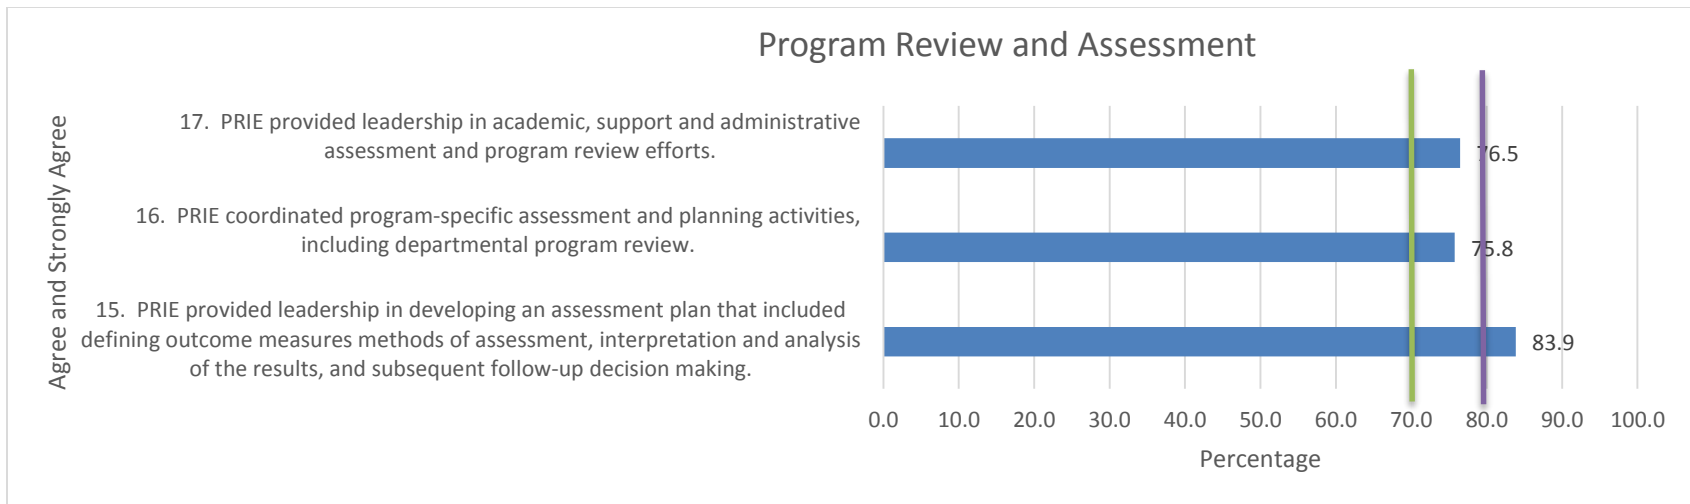 Program Review and Assessment
Agree and Strongly Agree
17. PRIE provided leadership in academic, support and administrative
assessment and program review efforts.
76.5
16. PRIE coordinated program-specific assessment and planning activities,
including departmental program review.
75.8
15. PRIE provided leadership in developing an assessment plan that included
defining outcome measures methods of assessment, interpretation and analysis
of the results, and subsequent follow-up decision making.
83.9
0.0 10.0 20.0 30.0 40.0 50.0 60.0 70.0 80.0 90.0 100.0
Percentage